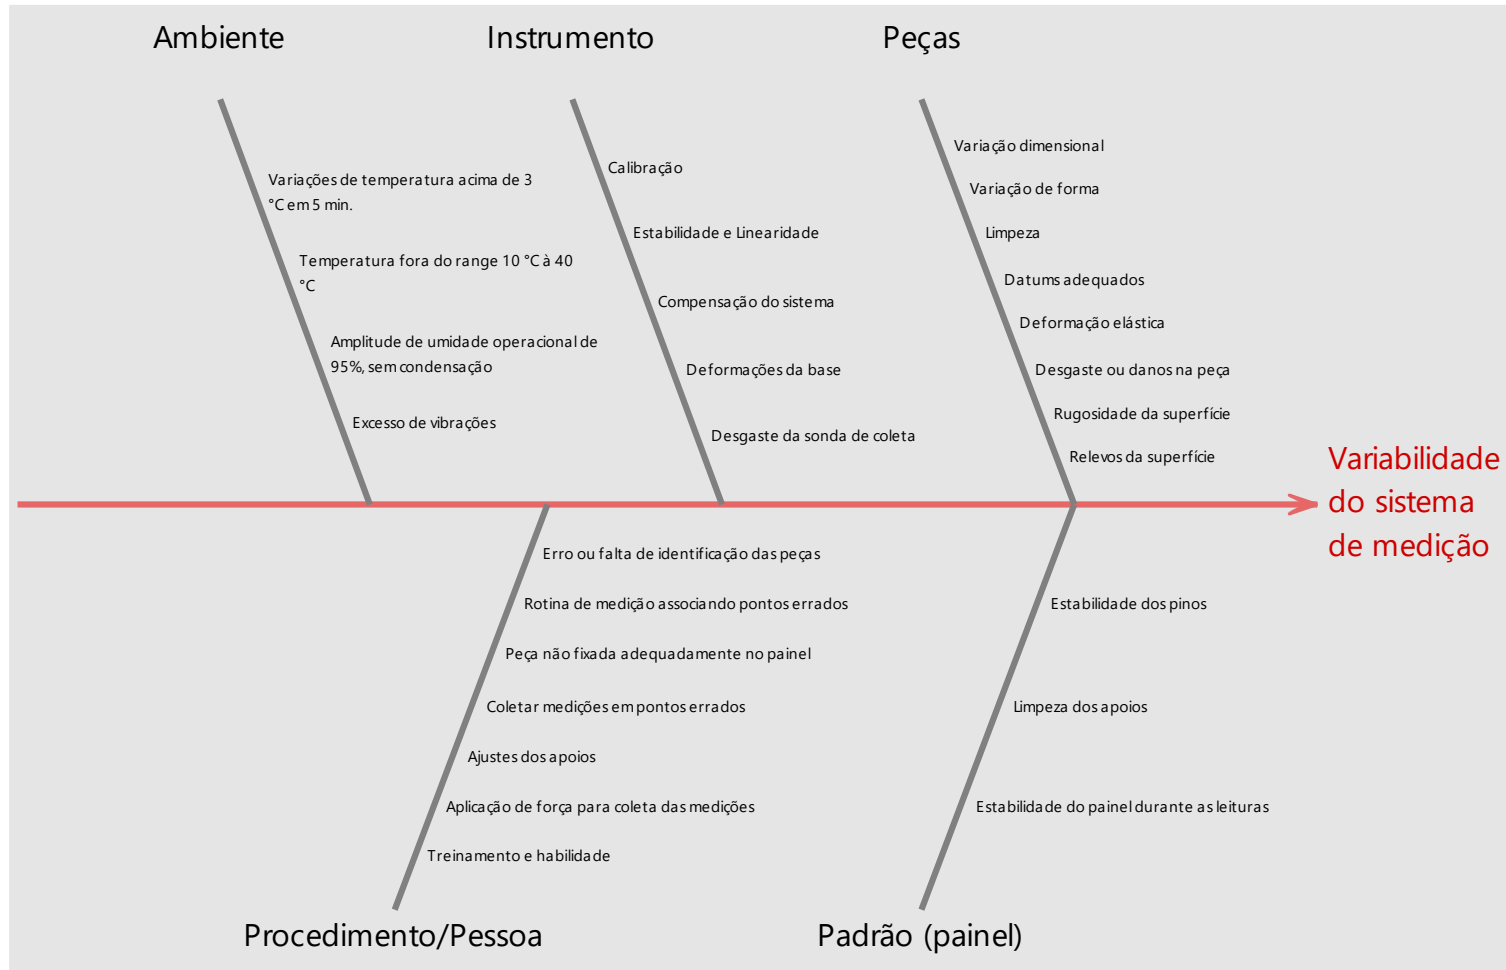 Ambiente
Instrumento
Peças
Variações de temperatura acima de 3
°C em 5 min.
Temperatura fora do range 10 °C à 40
°C
Amplitude de umidade operacional de
95%, sem condensação
Excesso de vibrações
Calibração
Estabilidade e Linearidade
Compensação do sistema
Deformações da base
Desgaste da sonda de coleta
Variação dimensional
Variação de forma
Limpeza
Datums adequados
Deformação elástica
Desgaste ou danos na peça
Rugosidade da superfície
Relevos da superfície
Variabilidade
do sistema
de medição
Erro ou falta de identificação das peças
Rotina de medição associando pontos errados
Peça não fixada adequadamente no painel
Coletar medições em pontos errados
Ajustes dos apoios
Aplicação de força para coleta das medições
Treinamento e habilidade
Estabilidade dos pinos
Limpeza dos apoios
Estabilidade do painel durante as leituras
Procedimento/Pessoa
Padrão (painel)